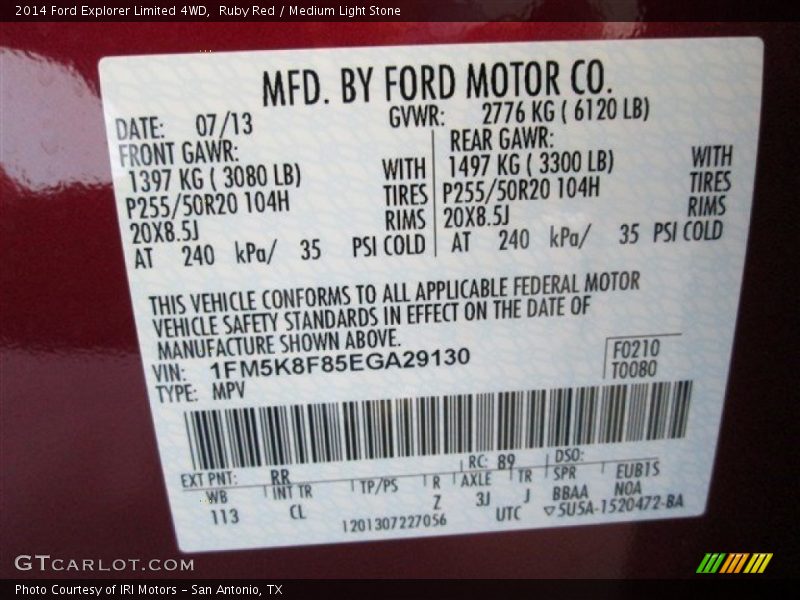 2014 Ford Explorer Limited 4WD,  Ruby Red / Medium Light Stone
MFD. BY FORD MOTOR CO.
DATE: 07/13 GVWR: 2776 KG ( 6120 LB)
FRONT GAWR: REAR GAWR:
1397 KG ( 3080 LB) WITH 1497 KG ( 3300 LB) WITH
P255/50R20 104H TIRES P255/50R20 104H TIRES
20X8.5J RIMS 20X8.5J RIMS
AT 240 kPa/ 35 PSI COLD AT 240 kPa/ 35 PSI COLD
THIS VEHICLE CONFORMS TO ALL APPLICABLE FEDERAL MOTOR
VEHICLE SAFETY STANDARDS IN EFFECT ON THE DATE OF
MANUFACTURE SHOWN ABOVE.
VIN: 1FM5K8F85EGA29130 F0210
TYPE: MPV T0080
EXT PNT: RR RC: 89 DSO:
WB INT TR TP/PS R AXLE TR SPR EUB1S
113 CL Z 3J J BBAA NOA
1201307227056 UTC ▽5U5A-1520472-BA
GTCARLOT.COM
Photo Courtesy of IRI Motors – San Antonio, TX